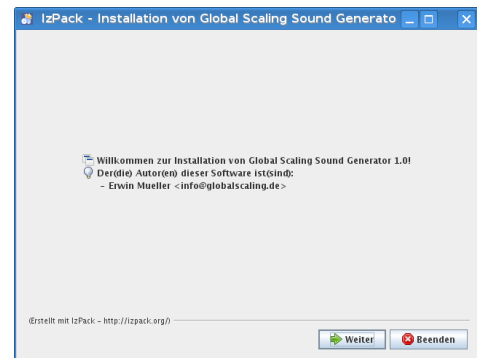 IzPack - Installation von Global Scaling Sound Generato
Willkommen zur Installation von Global Scaling Sound Generator 1.0!
Der(die) Autor(en) dieser Software ist(sind):
- Erwin Mueller <info@globalscaling.de>
(Erstellt mit IzPack - http://izpack.org/)
Weiter
Beenden